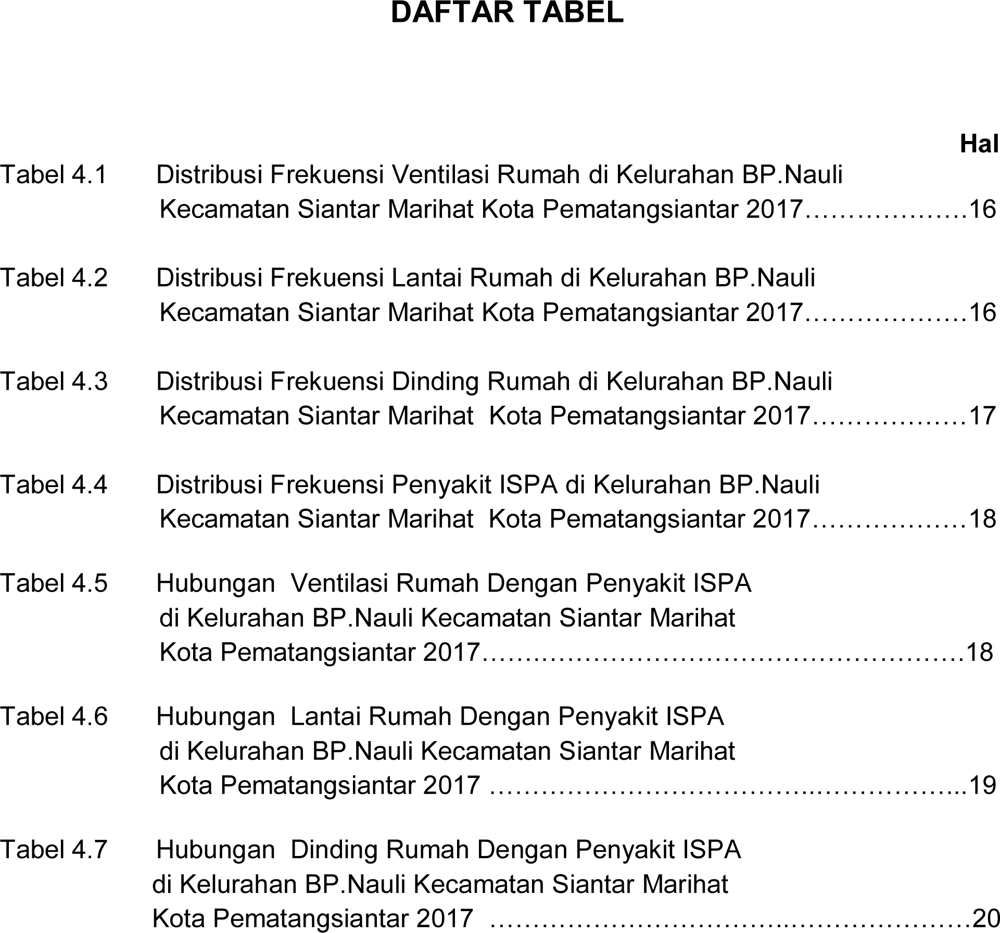 DAFTAR TABEL
Hal
Tabel 4.1 Distribusi Frekuensi Ventilasi Rumah di Kelurahan BP.Nauli
Kecamatan Siantar Marihat Kota Pematangsiantar 2017………………..16
Tabel 4.2 Distribusi Frekuensi Lantai Rumah di Kelurahan BP.Nauli
Kecamatan Siantar Marihat Kota Pematangsiantar 2017………………..16
Tabel 4.3 Distribusi Frekuensi Dinding Rumah di Kelurahan BP.Nauli
Kecamatan Siantar Marihat  Kota Pematangsiantar 2017………………17
Tabel 4.4 Distribusi Frekuensi Penyakit ISPA di Kelurahan BP.Nauli
Kecamatan Siantar Marihat  Kota Pematangsiantar 2017………………18
Tabel 4.5 Hubungan  Ventilasi Rumah Dengan Penyakit ISPA
di Kelurahan BP.Nauli Kecamatan Siantar Marihat
Kota Pematangsiantar 2017…….……………………………………………18
Tabel 4.6 Hubungan  Lantai Rumah Dengan Penyakit ISPA
di Kelurahan BP.Nauli Kecamatan Siantar Marihat
Kota Pematangsiantar 2017 ………………………………..……………...19
Tabel 4.7 Hubungan  Dinding Rumah Dengan Penyakit ISPA
di Kelurahan BP.Nauli Kecamatan Siantar Marihat
Kota Pematangsiantar 2017  ……………………………..…………………20